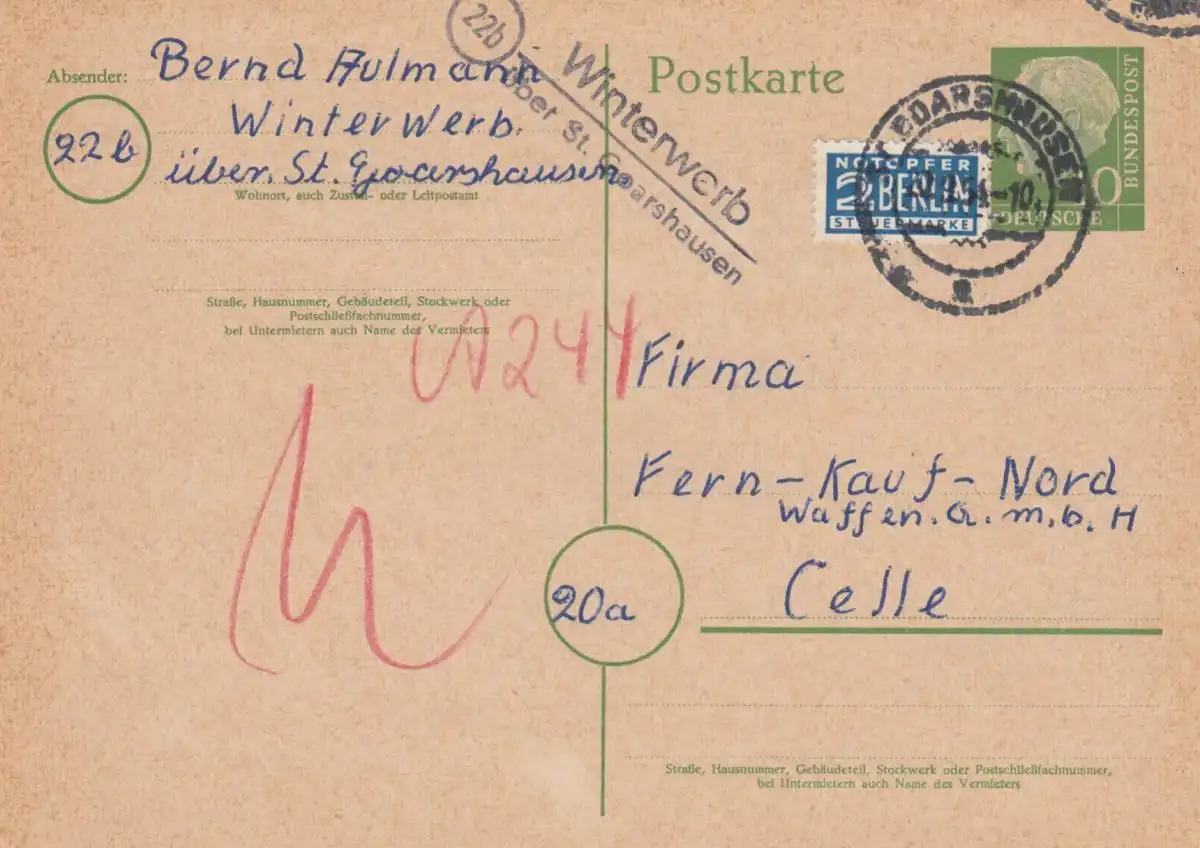 Absender: Bernd Aulmann
22b
Winterwerb.
über. St. Goarshausen.
Wohnort, auch Zustell- oder Leitpostamt
Straße, Hausnummer, Gebäudeteil, Stockwerk oder
Postschließfachnummer,
bei Untermietern auch Name des Vermieters
22b
Winterwerb
über St. Goarshausen
Postkarte
NOTOPFER
2 BERLIN
STEUERMARKE
DEUTSCHE
BUNDESPOST
A244
Firma
Fern-Kauf-Nord
Waffen. G. m. b. H
20a
Celle
Straße, Hausnummer, Gebäudeteil, Stockwerk oder Postschließfachnummer,
bei Untermietern auch Name des Vermieters